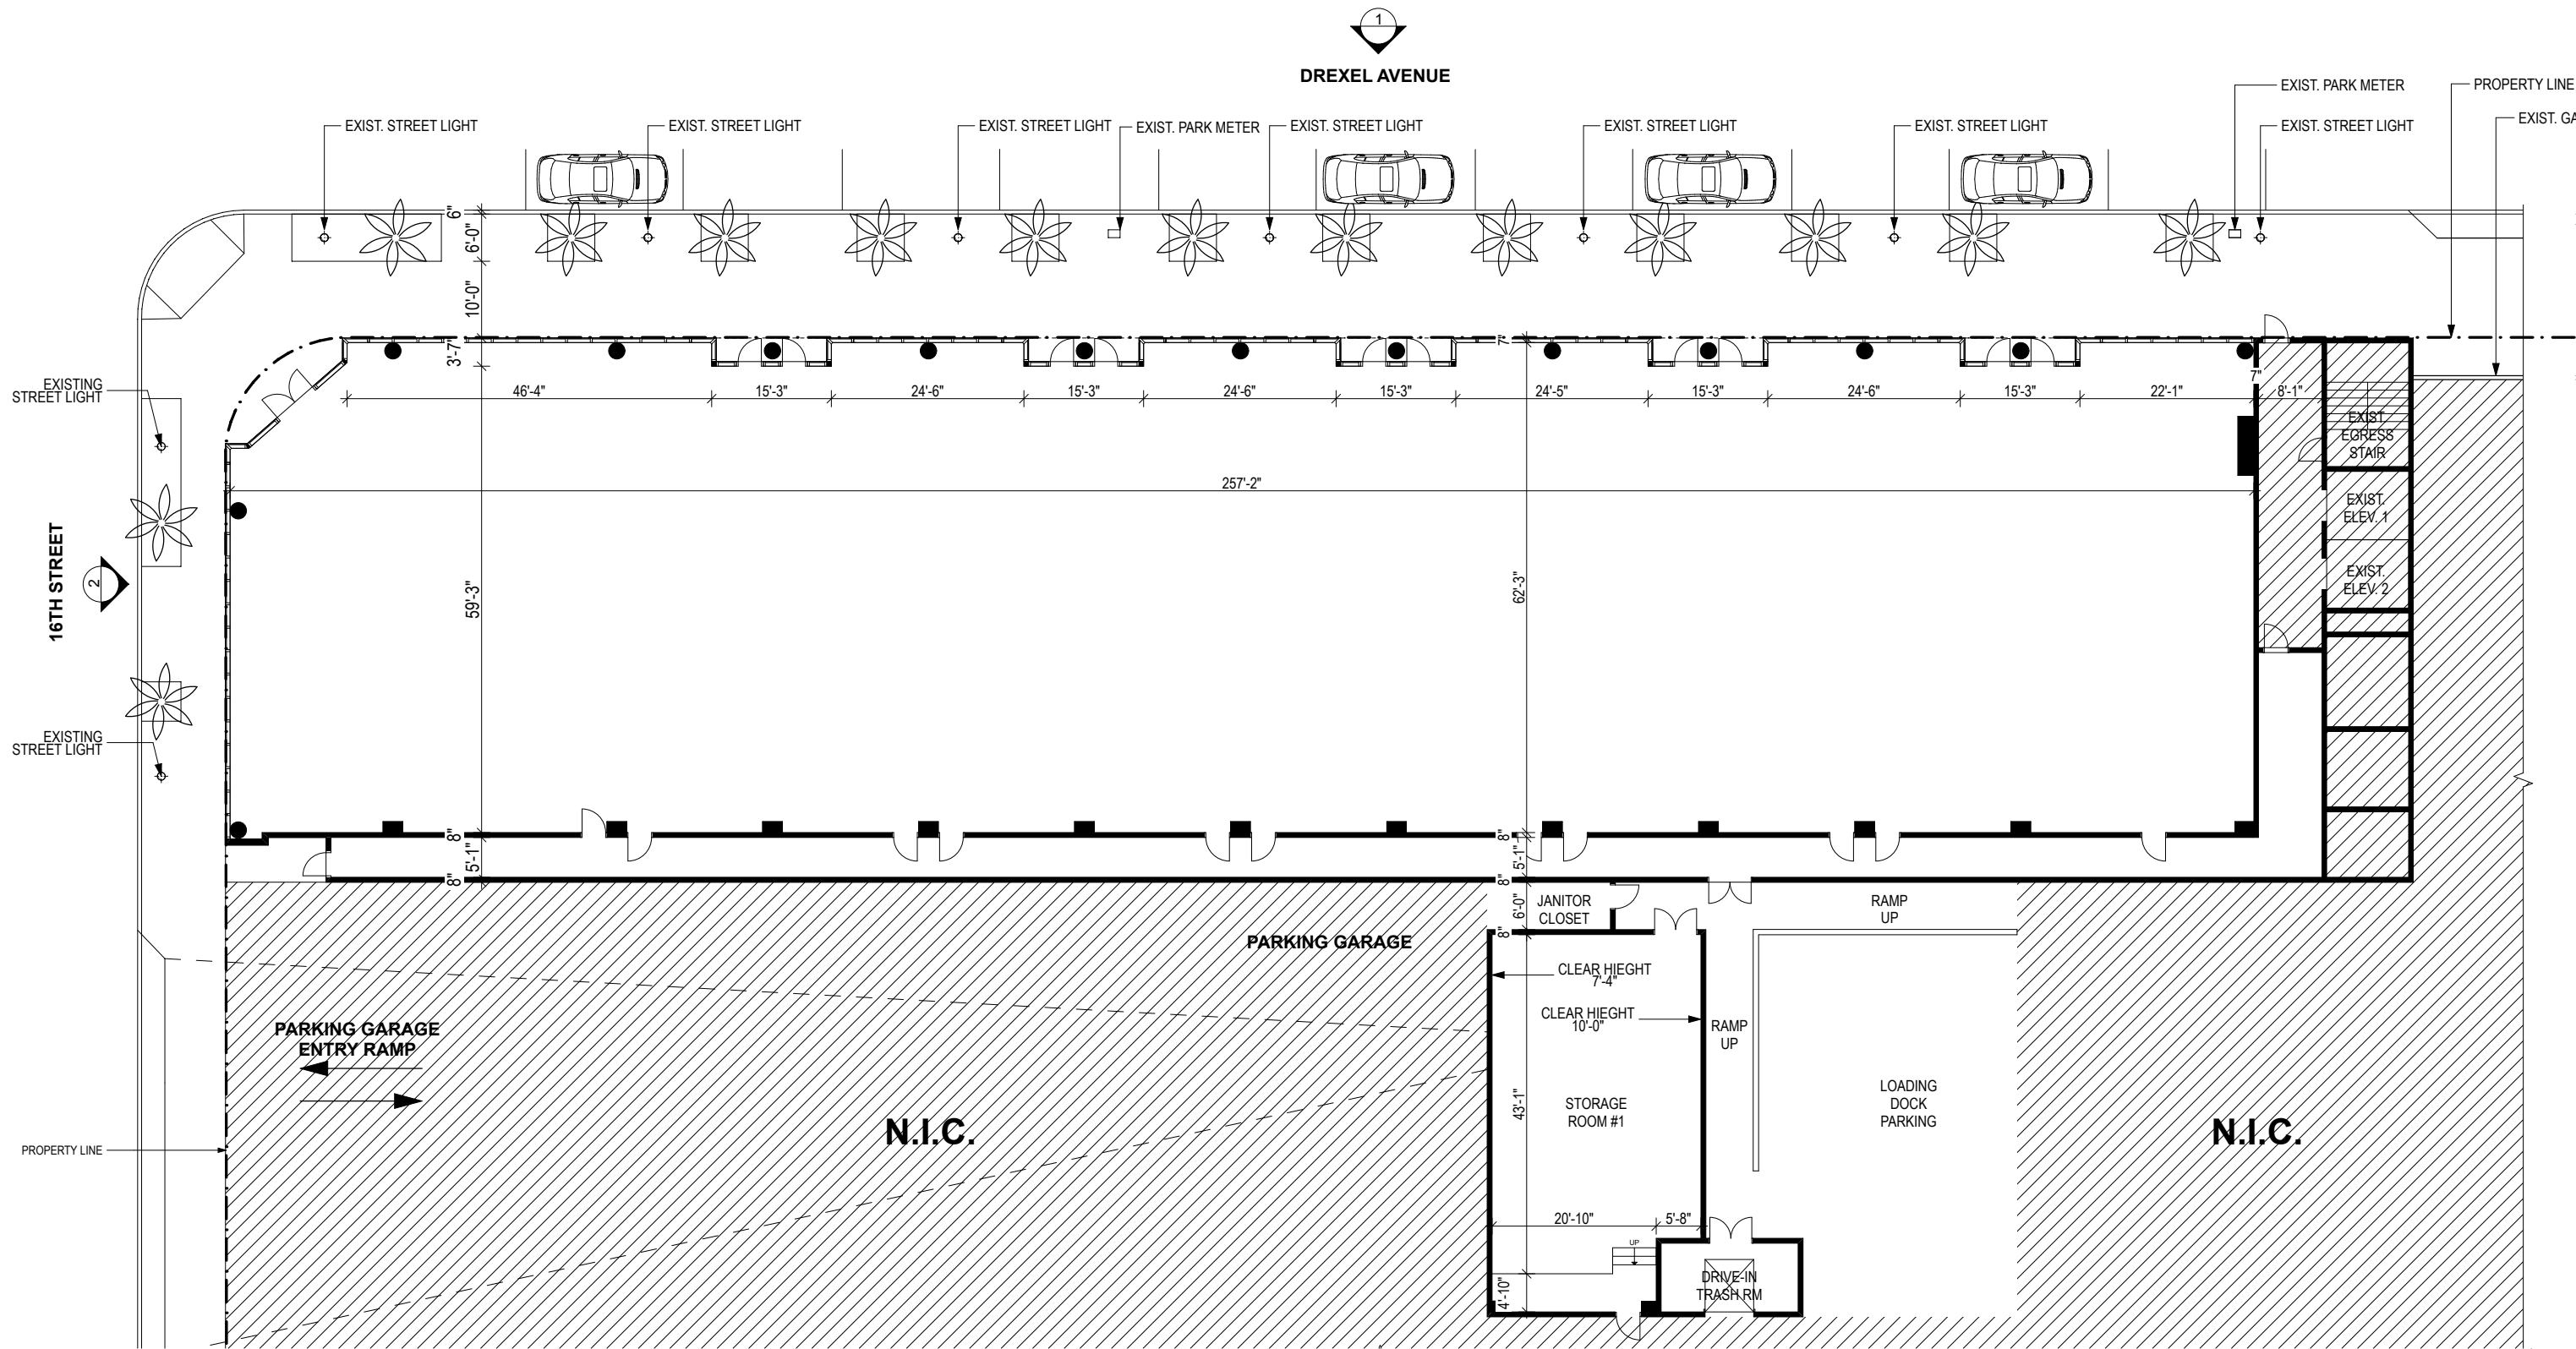 1
DREXEL AVENUE
EXIST. PARK METER
PROPERTY LINE
EXIST. STREET LIGHT
EXIST. STREET LIGHT
EXIST. STREET LIGHT
EXIST. PARK METER
EXIST. STREET LIGHT
EXIST. STREET LIGHT
EXIST. STREET LIGHT
EXIST. STREET LIGHT
EXIST. GA
6"
6'-0"
10'-0"
3'-7"
7"
EXISTING
STREET LIGHT
46'-4"
15'-3"
24'-6"
15'-3"
24'-6"
15'-3"
24'-5"
15'-3"
24'-6"
15'-3"
22'-1"
7"
8'-1"
EXIST.
EGRESS
STAIR
257'-2"
EXIST.
ELEV. 1
16TH STREET
2
59'-3"
62'-3"
EXIST.
ELEV. 2
EXISTING
STREET LIGHT
8"
5'-1"
8"
8"
5'-1"
8"
6'-0"
8"
JANITOR
CLOSET
RAMP
UP
PARKING GARAGE
CLEAR HIEGHT
7'-4"
CLEAR HIEGHT
10'-0"
RAMP
UP
PARKING GARAGE
ENTRY RAMP
43'-1"
STORAGE
ROOM #1
LOADING
DOCK
PARKING
N.I.C.
N.I.C.
PROPERTY LINE
20'-10"
5'-8"
UP
4'-10"
DRIVE-IN
TRASH RM